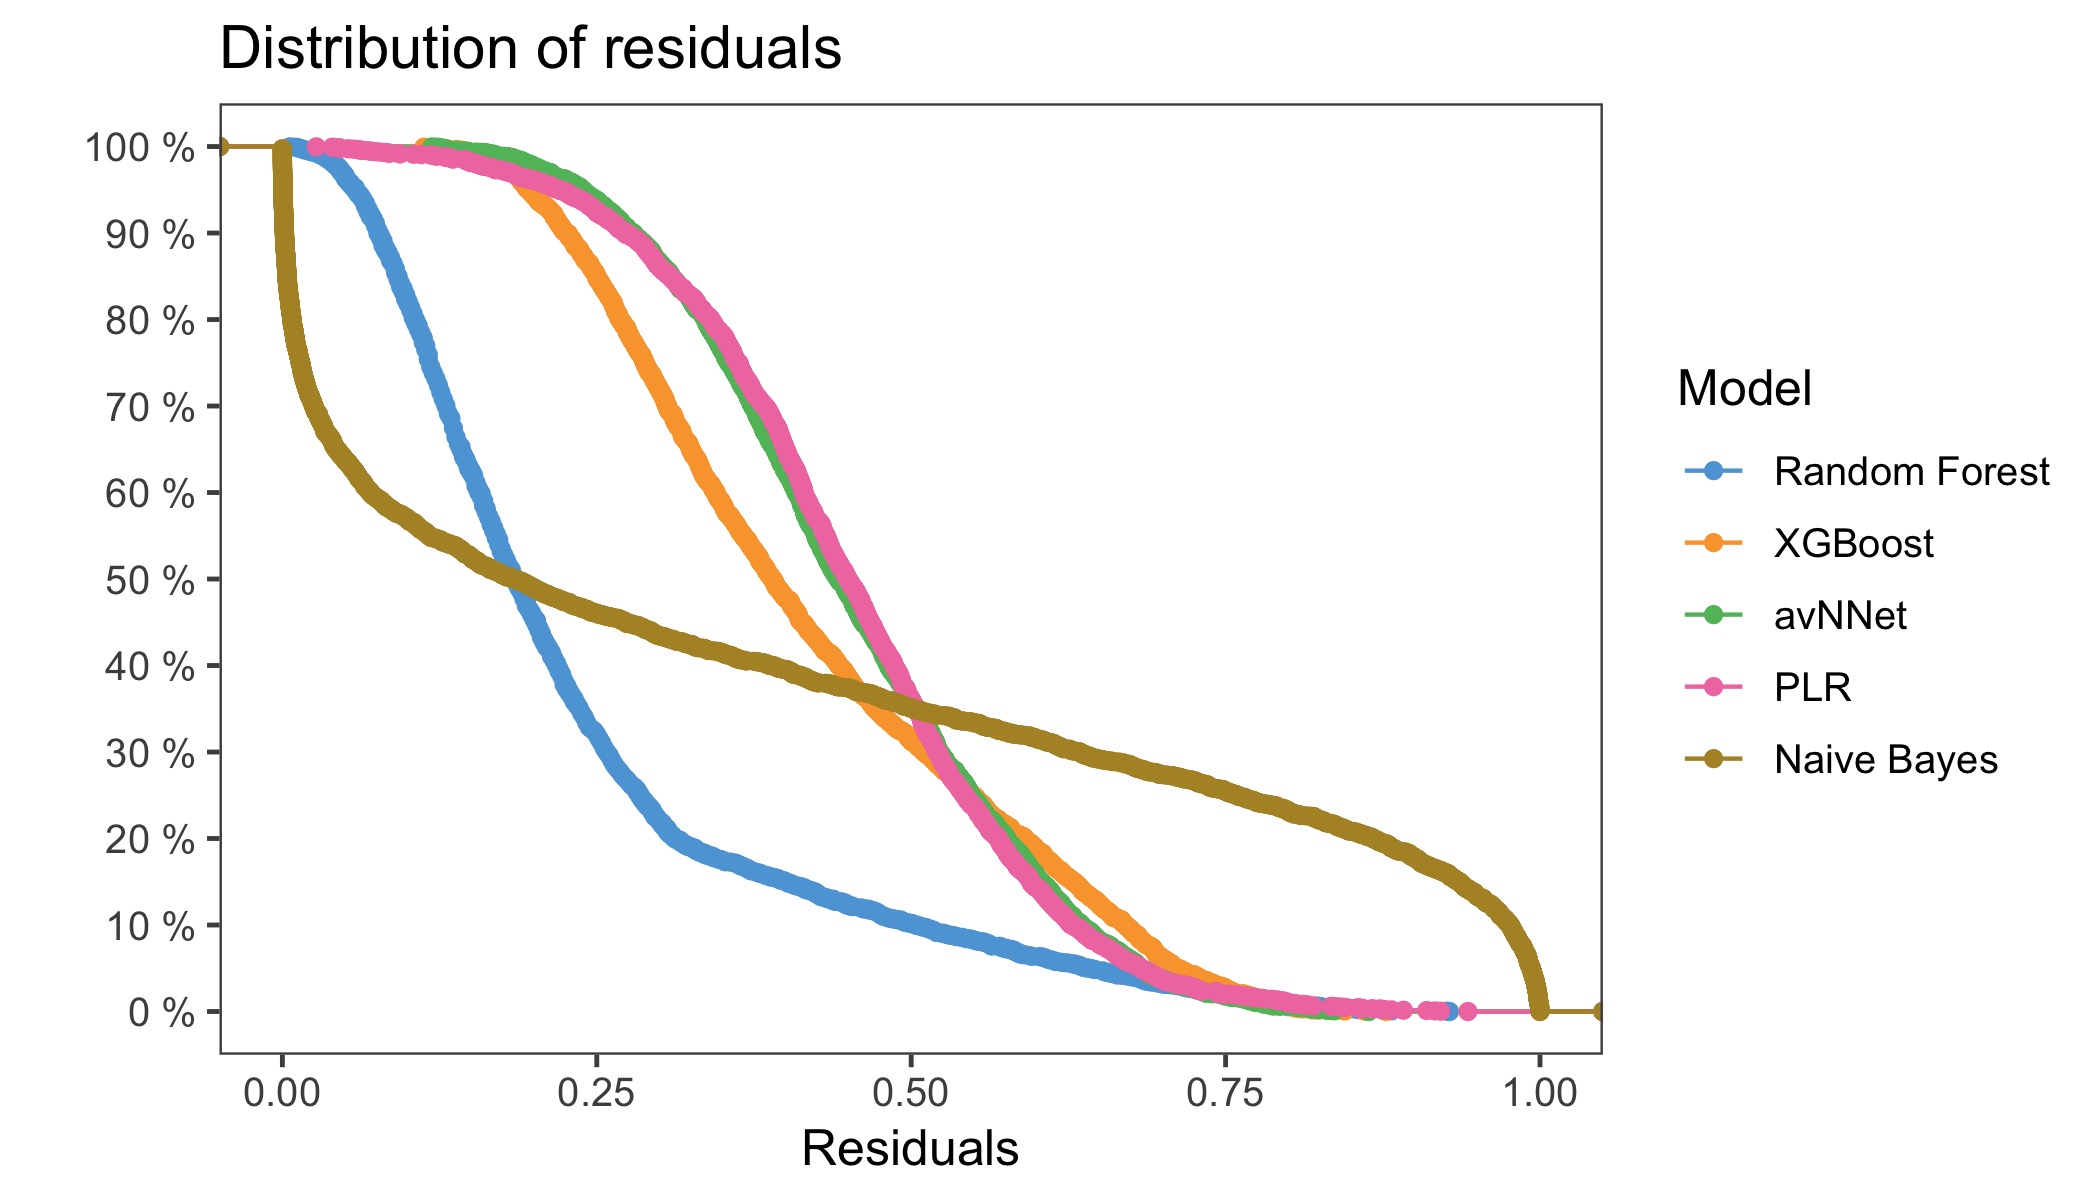 Distribution of residuals
100 %
90 %
80 %
70 %
60 %
50 %
40 %
30 %
20 %
10 %
0 %
0.00 0.25 0.50 0.75 1.00
Residuals
Model
Random Forest
XGBoost
avNNet
PLR
Naive Bayes